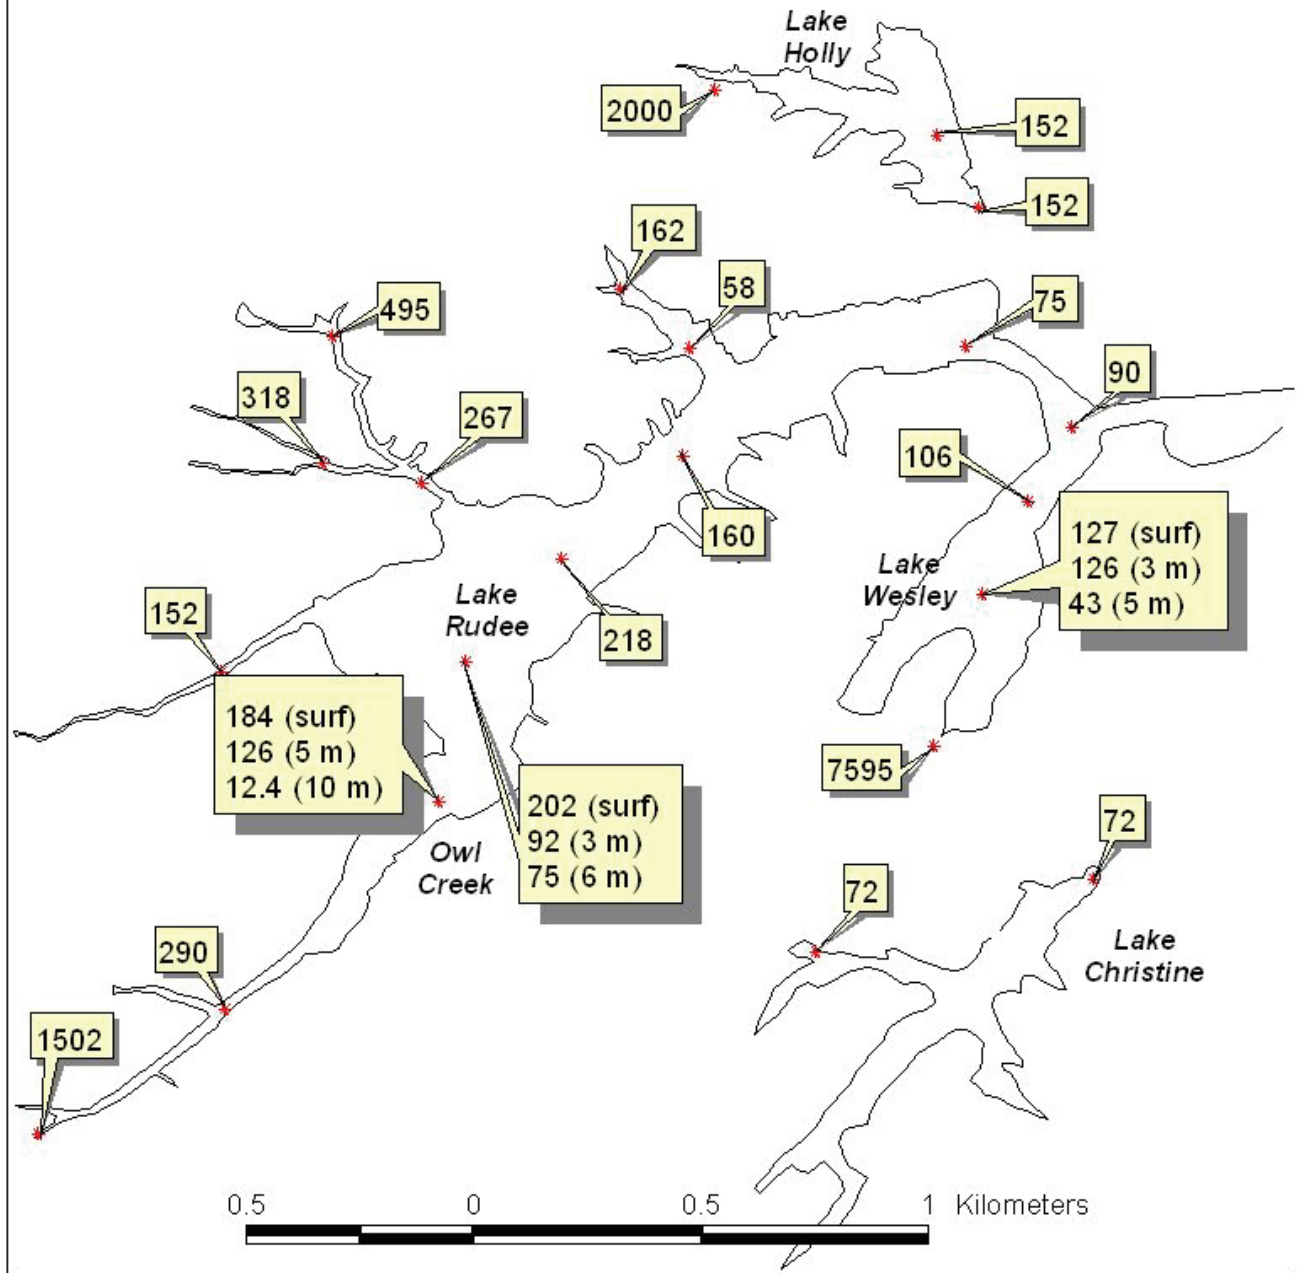 Lake
Holly
2000
152
152
162
58
75
495
90
318
267
106
160
127 (surf)
126 (3 m)
43 (5 m)
Lake
Wesley
Lake
Rudee
152
218
184 (surf)
126 (5 m)
12.4 (10 m)
7595
202 (surf)
92 (3 m)
75 (6 m)
72
Owl
Creek
72
Lake
Christine
290
1502
0.5 0 0.5 1 Kilometers